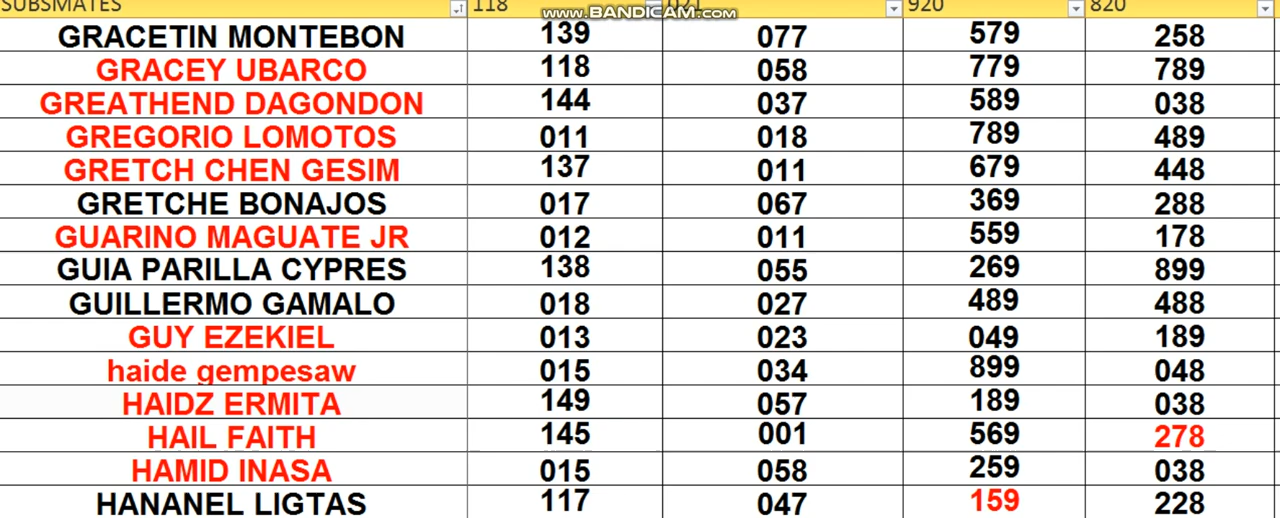 SUBSMATES 118 021 920 820
www.BANDICAM.com
GRACETIN MONTEBON 139 077 579 258
GRACEY UBARCO 118 058 779 789
GREATHEND DAGONDON 144 037 589 038
GREGORIO LOMOTOS 011 018 789 489
GRETCH CHEN GESIM 137 011 679 448
GRETCHE BONAJOS 017 067 369 288
GUARINO MAGUATE JR 012 011 559 178
GUIA PARILLA CYPRES 138 055 269 899
GUILLERMO GAMALO 018 027 489 488
GUY EZEKIEL 013 023 049 189
haide gempesaw 015 034 899 048
HAIDZ ERMITA 149 057 189 038
HAIL FAITH 145 001 569 278
HAMID INASA 015 058 259 038
HANANEL LIGTAS 117 047 159 228